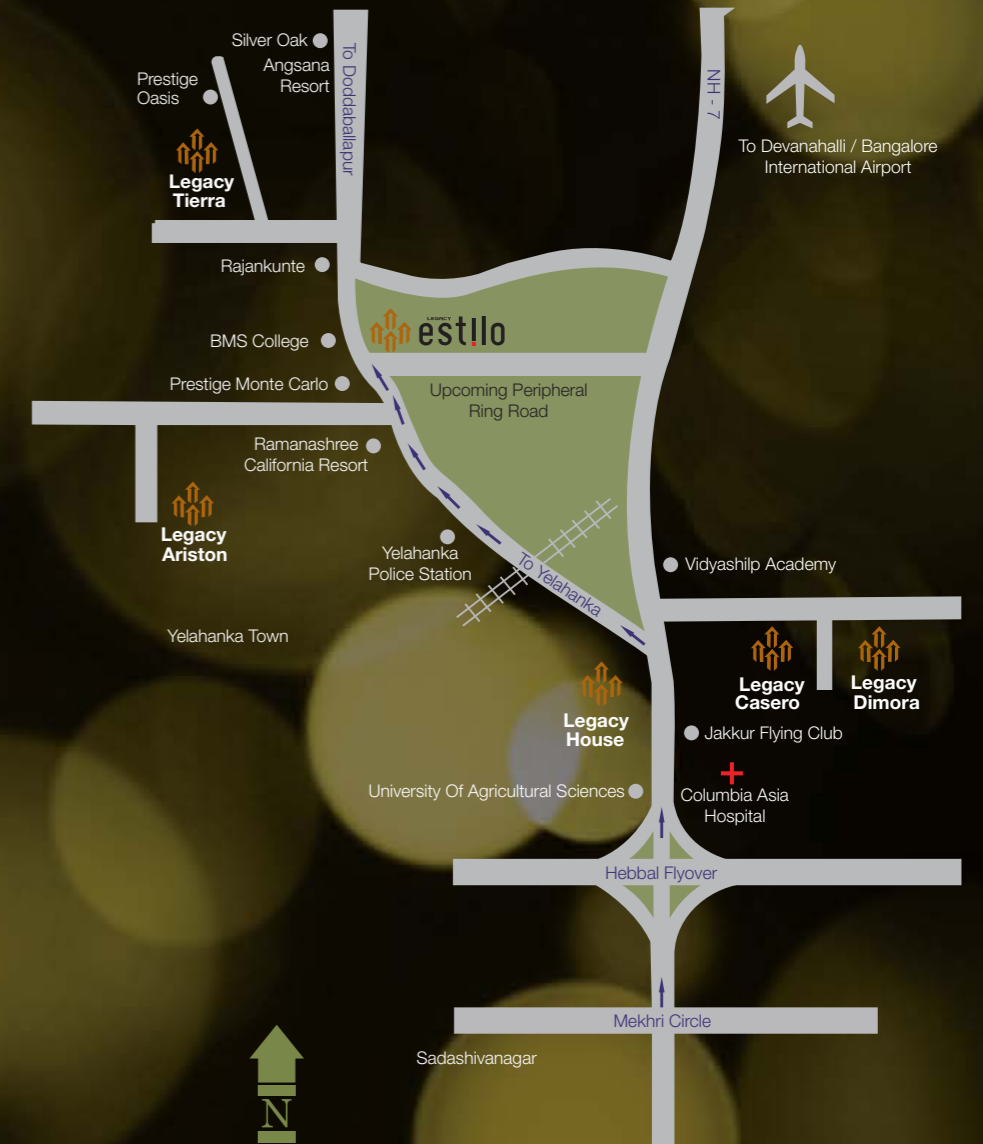 Silver Oak
Angsana
Resort
To Doddaballapur
NH - 7
Prestige
Oasis
To Devanahalli / Bangalore
International Airport
Legacy
Tierra
Rajankunte
LEGACY
est!lo
BMS College
Prestige Monte Carlo
Upcoming Peripheral
Ring Road
Ramanashree
California Resort
Legacy
Ariston
Yelahanka
Police Station
To Yelahanka
Vidyashilp Academy
Yelahanka Town
Legacy
Casero
Legacy
Dimora
Legacy
House
Jakkur Flying Club
University Of Agricultural Sciences
Columbia Asia
Hospital
Hebbal Flyover
Mekhri Circle
Sadashivanagar
N